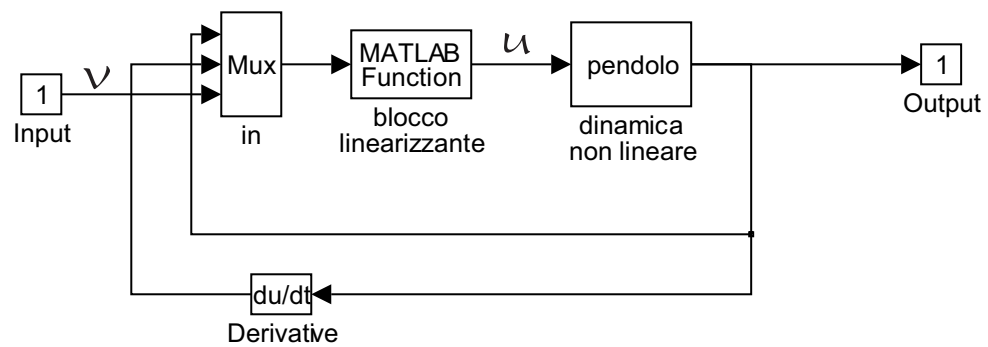 1
Input
ν
Mux
in
MATLAB
Function
blocco
linearizzante
u
pendolo
dinamica
non lineare
1
Output
du/dt
Derivative